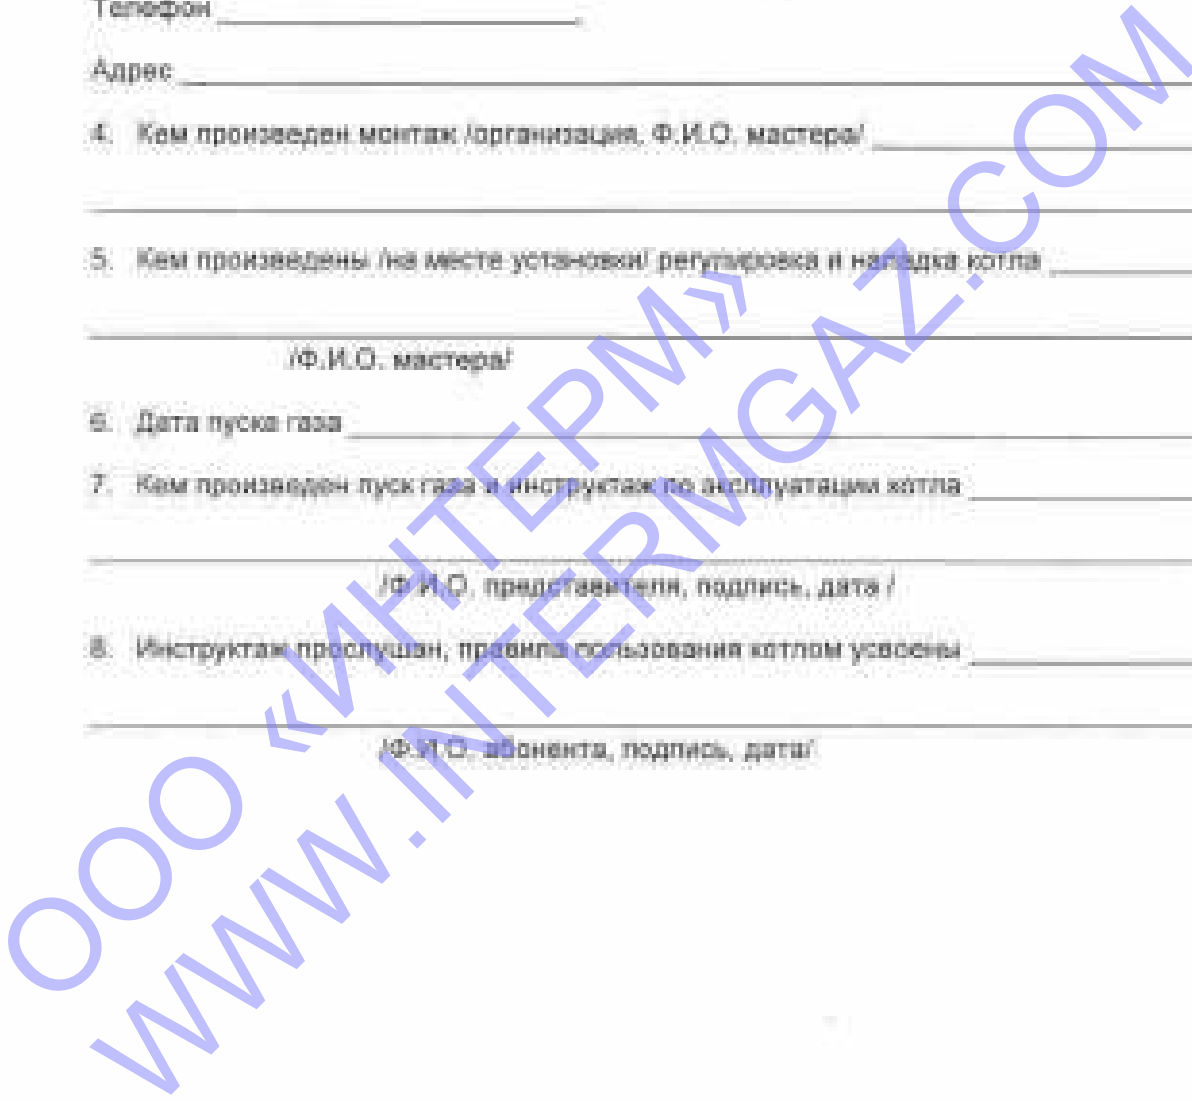 Телефон
Адрес
4. Кем произведен монтаж /организация, Ф.И.О. мастера/
5. Кем произведены /на месте установки/ регулировка и наладка котла
/Ф.И.О. мастера/
6. Дата пуска газа
7. Кем произведен пуск газа и инструктаж по эксплуатации котла
/Ф.И.О. представителя, подпись, дата /
8. Инструктаж прослушан, правила пользования котлом усвоены
/Ф.И.О. абонента, подпись, дата/
ООО «ИНТЕРМ»
WWW.INTERMGAZ.COM